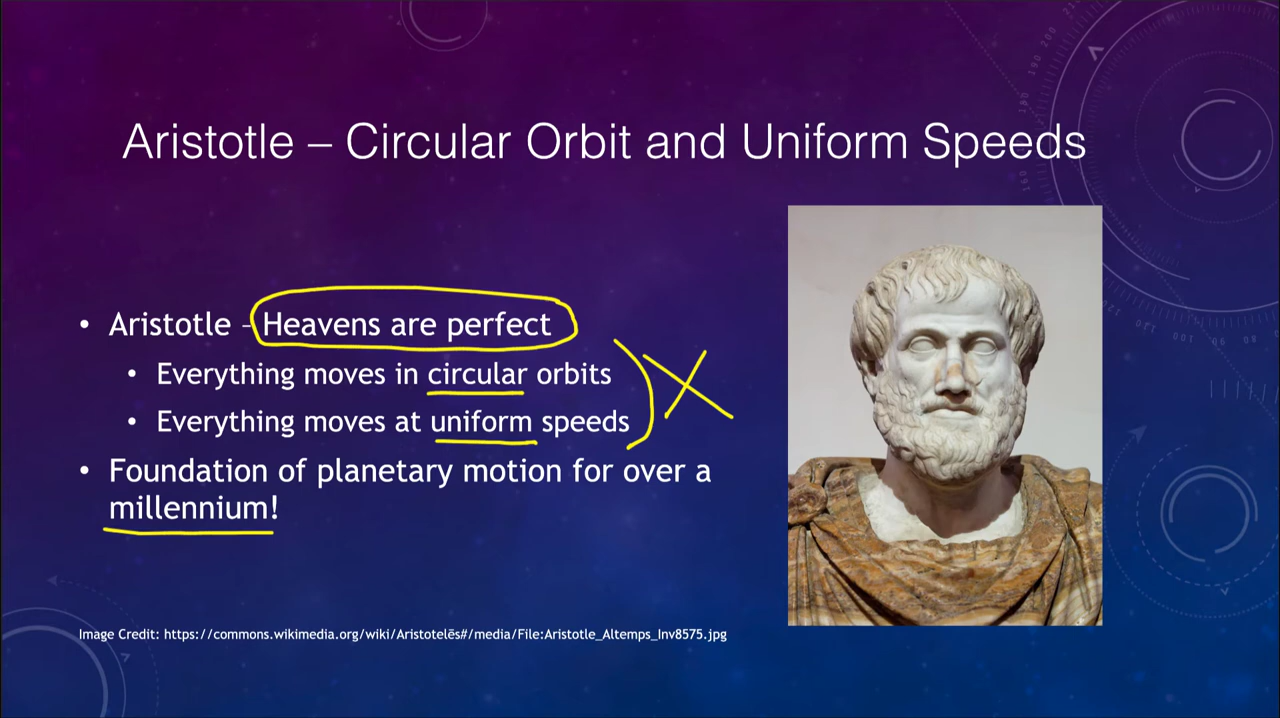 Aristotle – Circular Orbit and Uniform Speeds
• Aristotle – Heavens are perfect
• Everything moves in circular orbits
• Everything moves at uniform speeds
• Foundation of planetary motion for over a
millennium!
Image Credit: https://commons.wikimedia.org/wiki/Aristotelēs#/media/File:Aristotle_Altemps_Inv8575.jpg